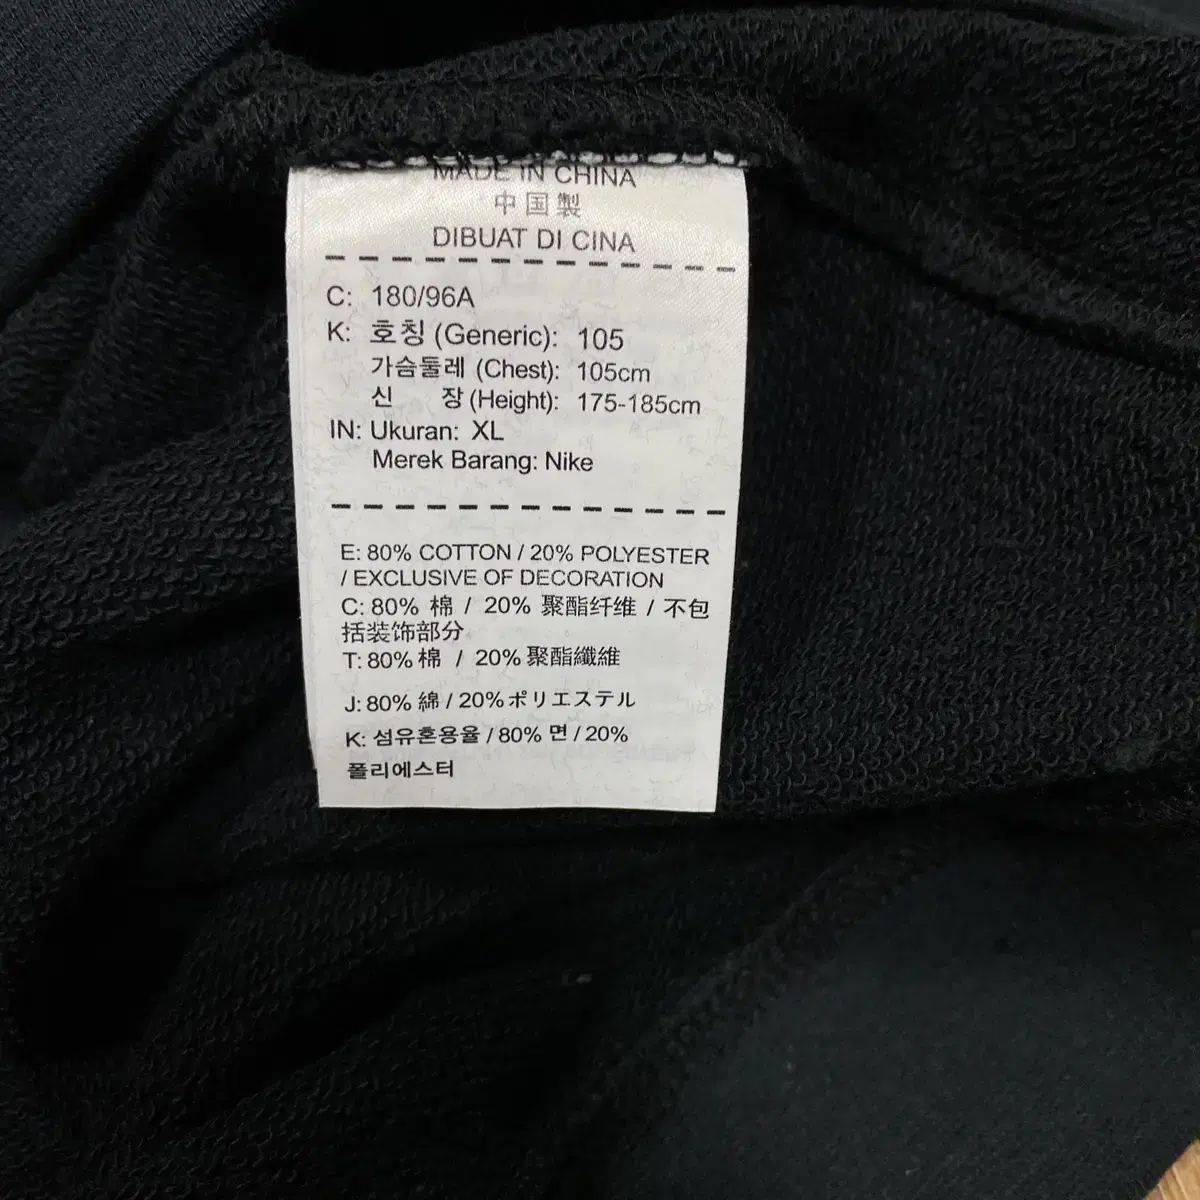 MADE IN CHINA
中国製
DIBUAT DI CINA
C: 180/96A
K: 호칭 (Generic): 105
가슴둘레 (Chest): 105cm
신 장 (Height): 175-185cm
IN: Ukuran: XL
Merek Barang: Nike
E: 80% COTTON / 20% POLYESTER
/ EXCLUSIVE OF DECORATION
C: 80% 棉 / 20% 聚酯纤维 / 不包
括装饰部分
T: 80% 棉 / 20% 聚酯纖維
J: 80% 綿 / 20% ポリエステル
K: 섬유혼용율 / 80% 면 / 20%
폴리에스터